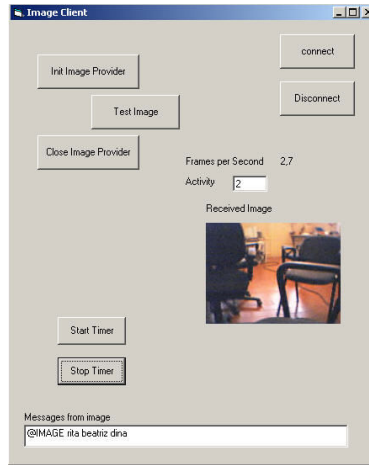 Image Client
connect
Init Image Provider
Disconnect
Test Image
Close Image Provider
Frames per Second 2,7
Activity 2
Received Image
Start Timer
Stop Timer
Messages from image
@IMAGE rita beatriz dina